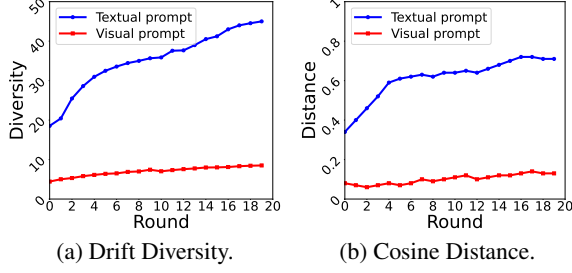 Textual prompt
Visual prompt
Diversity
50
40
30
20
10
0
0 2 4 6 8 10 12 14 16 18 20
Round
(a) Drift Diversity.
Textual prompt
Visual prompt
Distance
1
0.8
0.6
0.4
0.2
0
0 2 4 6 8 10 12 14 16 18 20
Round
(b) Cosine Distance.